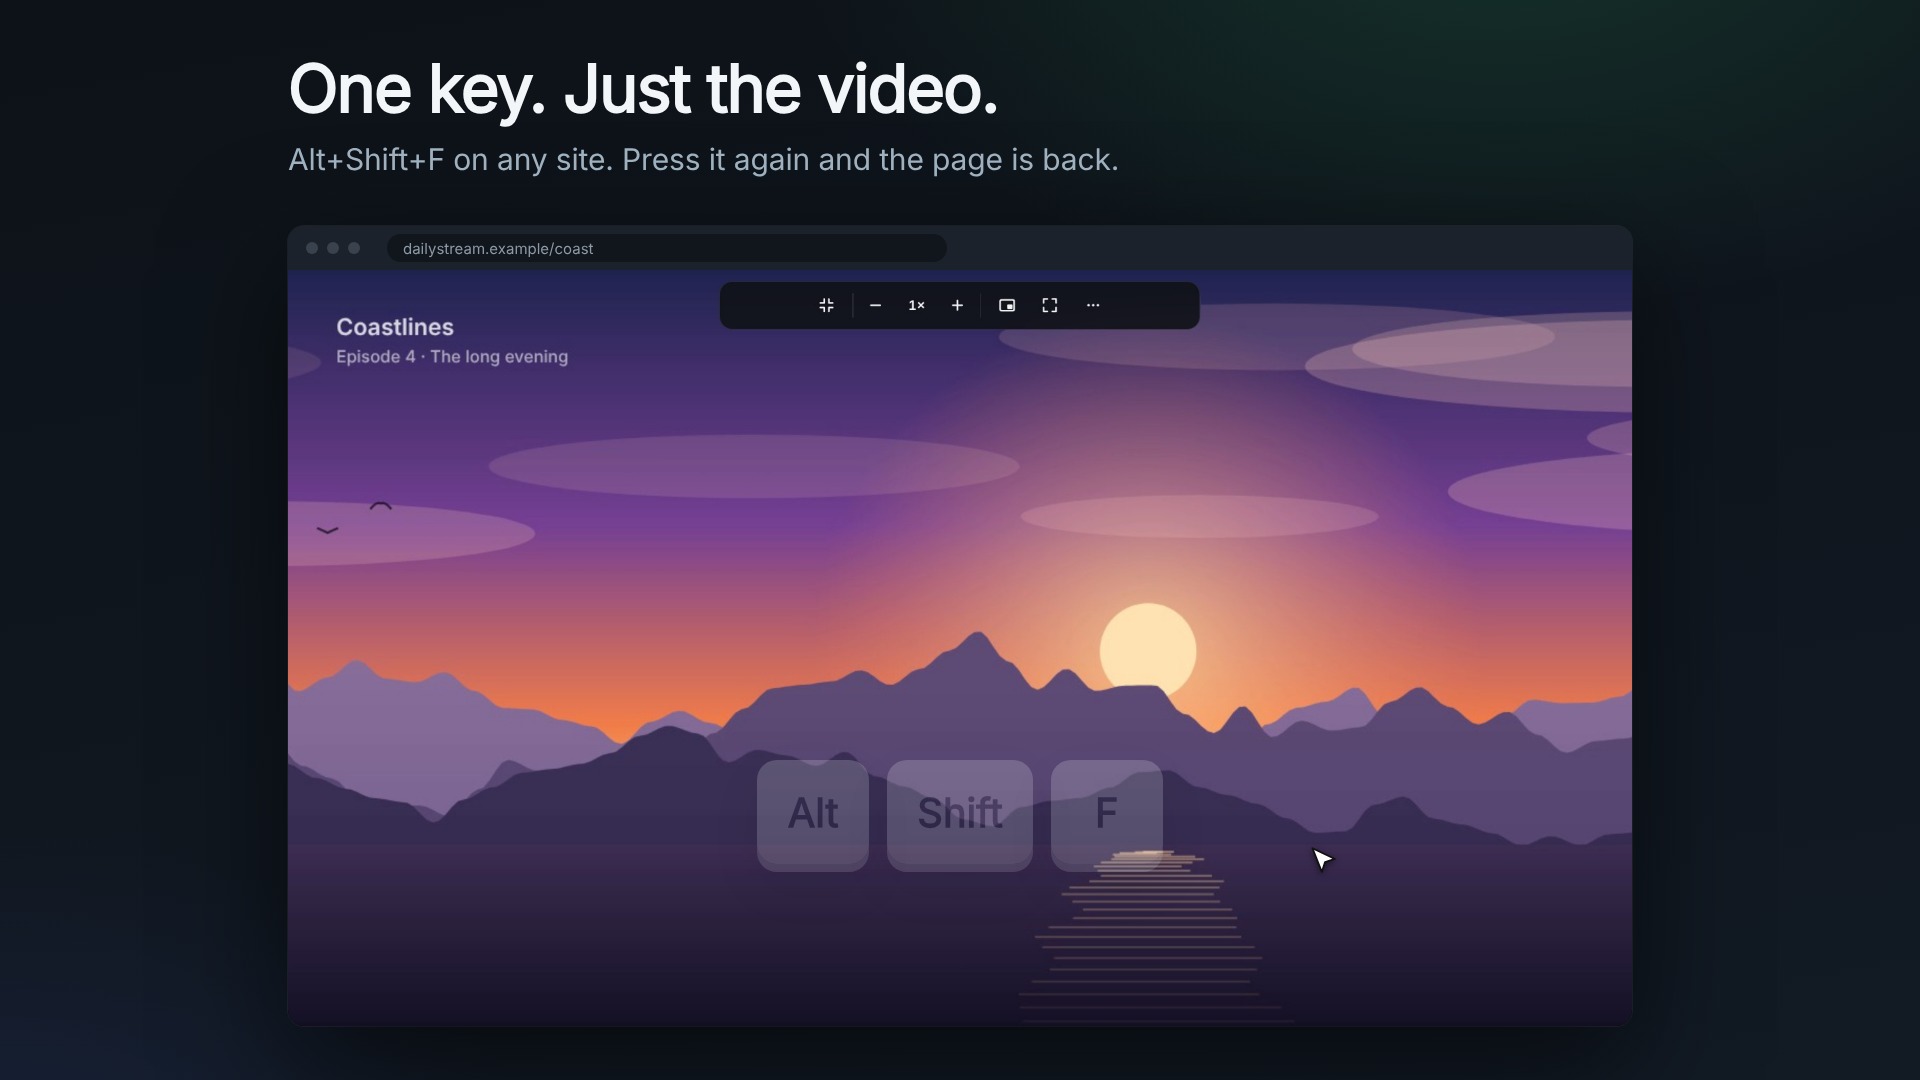 One key. Just the video.
Alt+Shift+F on any site. Press it again and the page is back.
dailystream.example/coast
1×
Coastlines
Episode 4 · The long evening
Alt Shift F